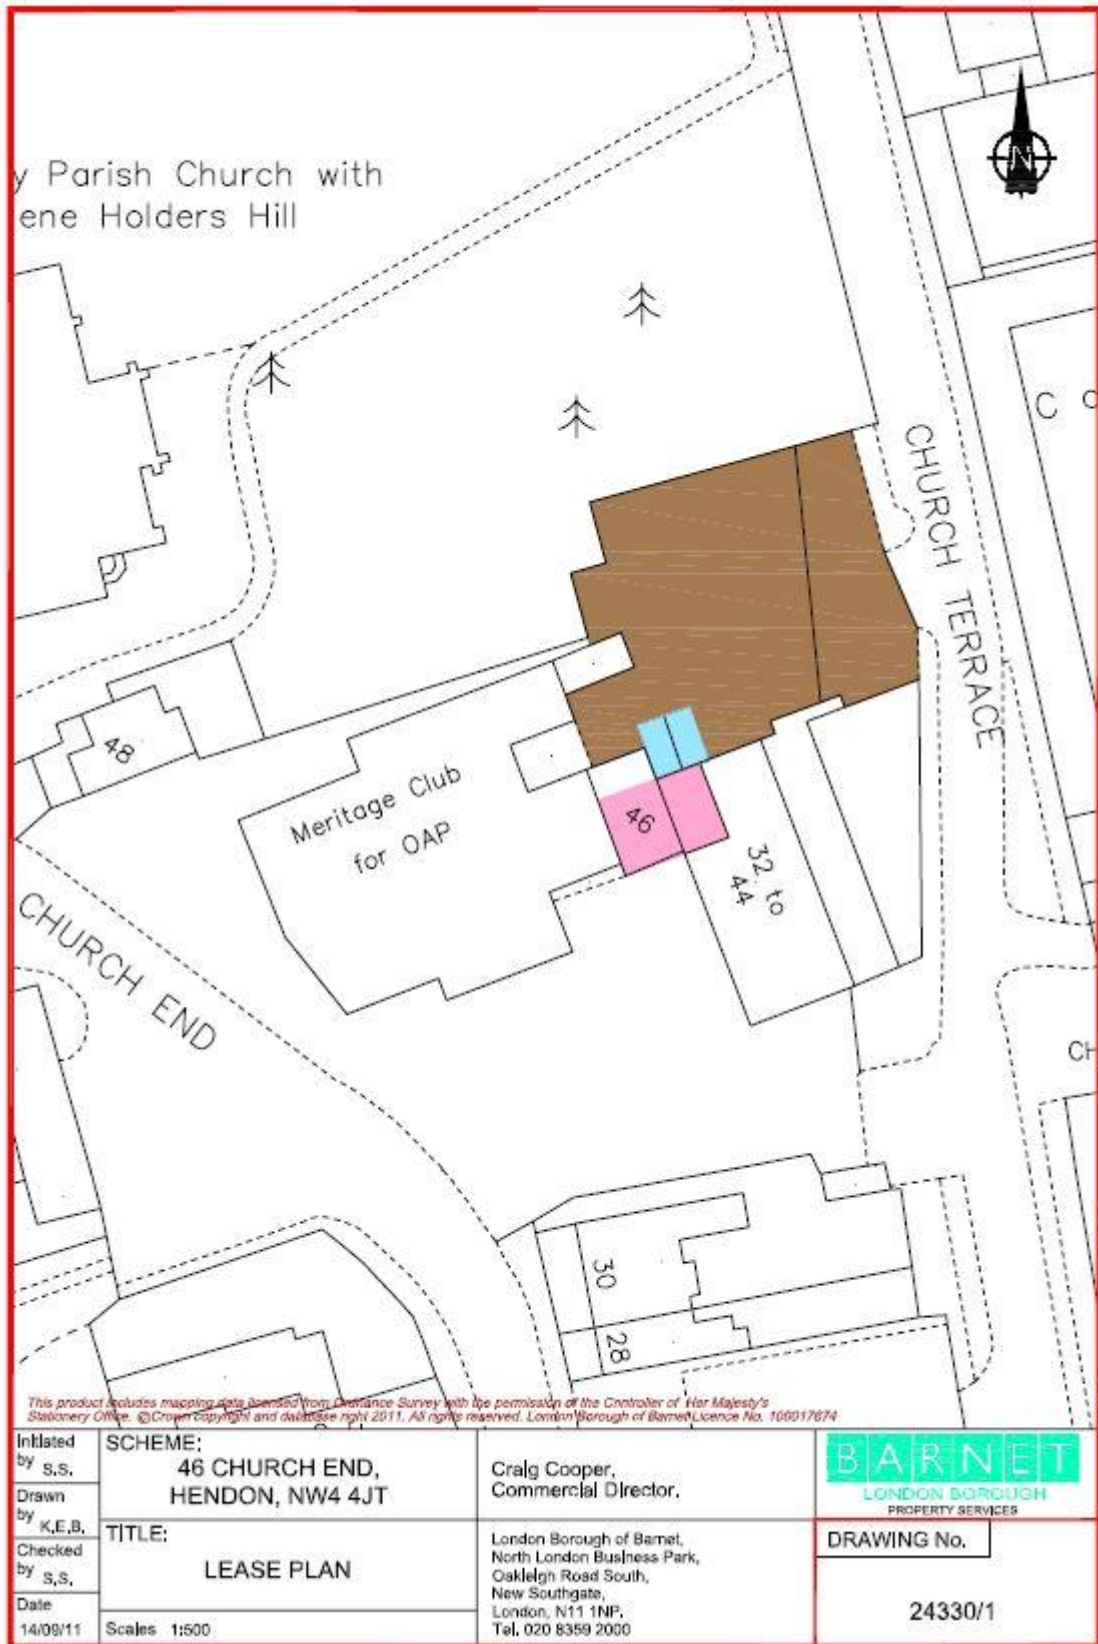 y Parish Church with
ene Holders Hill
N
C o
CHURCH TERRACE
48
Meritage Club
for OAP
46
32 to
44
CHURCH END
CH
30
28
This product includes mapping data licensed from Ordnance Survey with the permission of the Controller of Her Majesty's
Stationery Office. © Crown copyright and database right 2011. All rights reserved. London Borough of Barnet Licence No. 100017674
Initiated
by S.S.
Drawn
by K.E.B.
Checked
by S.S.
Date
14/09/11
SCHEME:
46 CHURCH END,
HENDON, NW4 4JT
TITLE:
LEASE PLAN
Scales 1:500
Craig Cooper,
Commercial Director.
London Borough of Barnet,
North London Business Park,
Oakleigh Road South,
New Southgate,
London, N11 1NP.
Tel. 020 8359 2000
BARNET
LONDON BOROUGH
PROPERTY SERVICES
DRAWING No.
24330/1